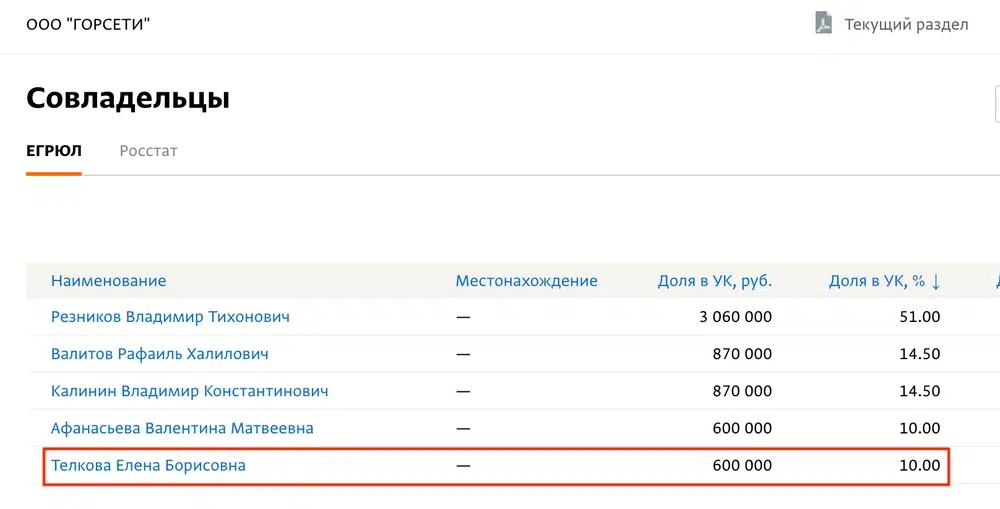 ООО "ГОРСЕТИ" Текущий раздел
Совладельцы
ЕГРЮЛ Росстат
Наименование Местонахождение Доля в УК, руб. Доля в УК, % ↓
Резников Владимир Тихонович — 3 060 000 51.00
Валитов Рафаиль Халилович — 870 000 14.50
Калинин Владимир Константинович — 870 000 14.50
Афанасьева Валентина Матвеевна — 600 000 10.00
Телкова Елена Борисовна — 600 000 10.00